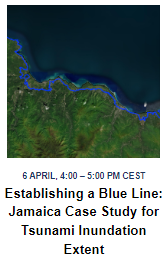 6 APRIL, 4:00 – 5:00 PM CEST
Establishing a Blue Line:
Jamaica Case Study for
Tsunami Inundation
Extent